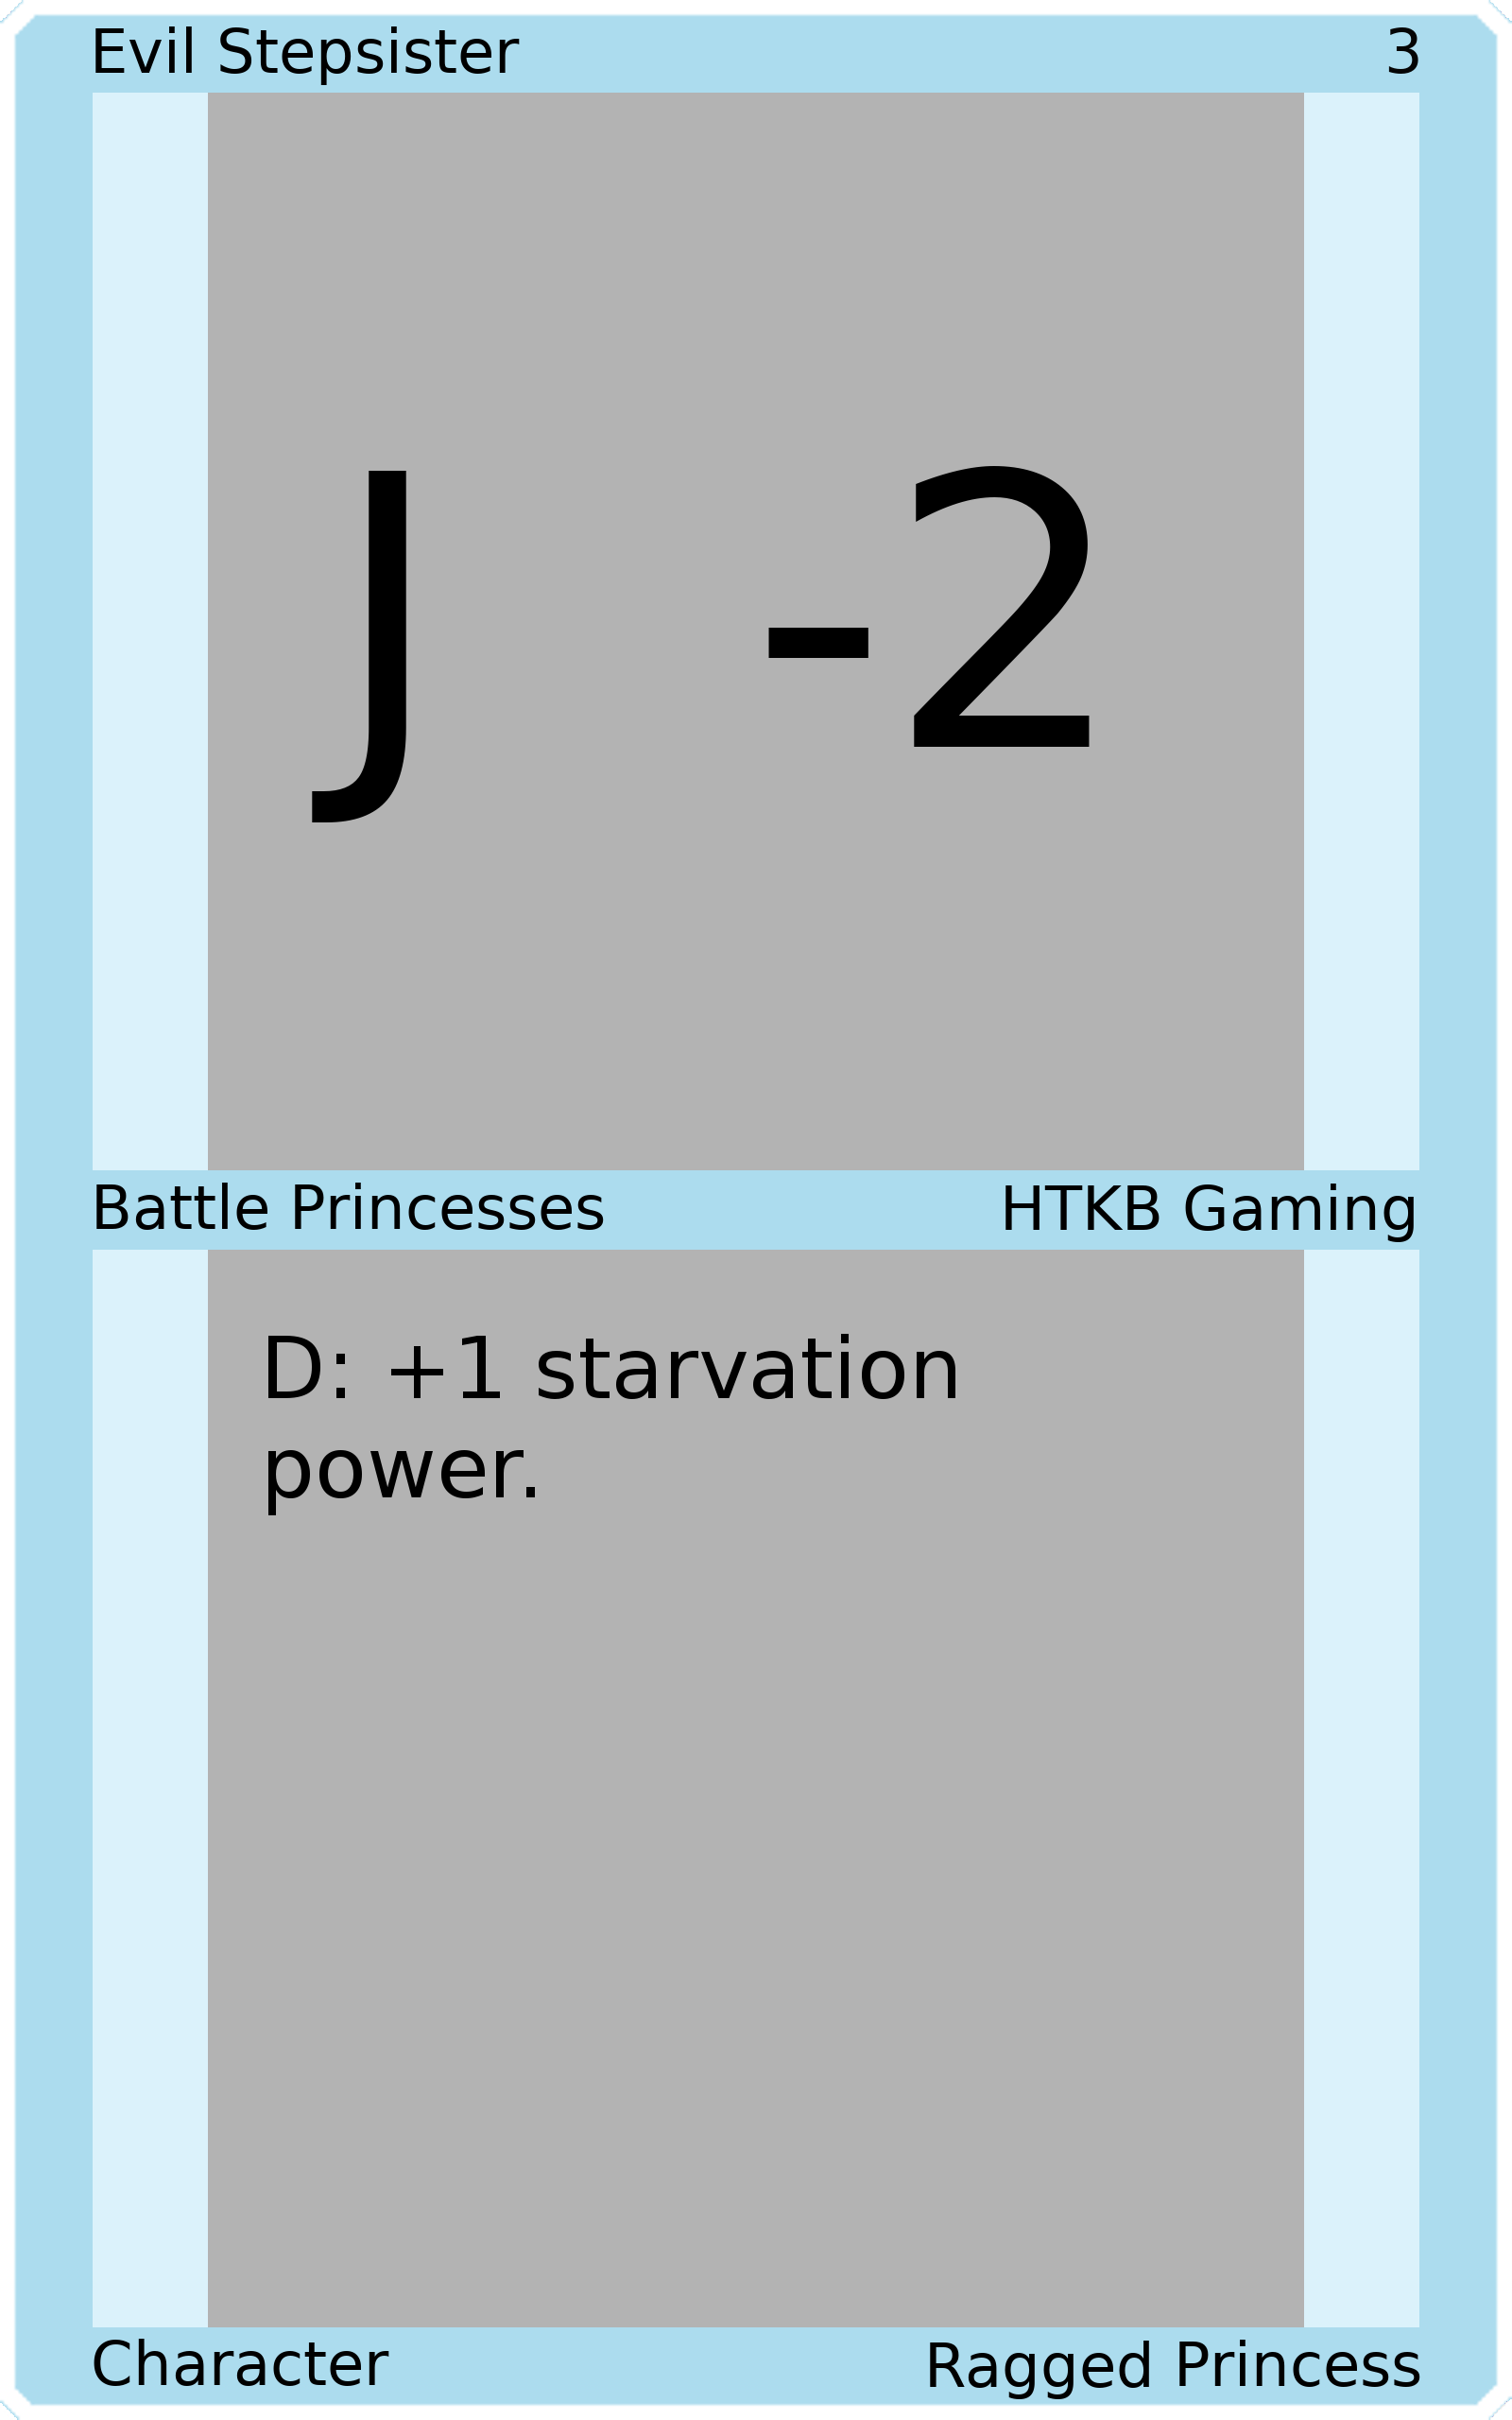 Evil Stepsister 3
J -2
Battle Princesses HTKB Gaming
D: +1 starvation
power.
Character Ragged Princess